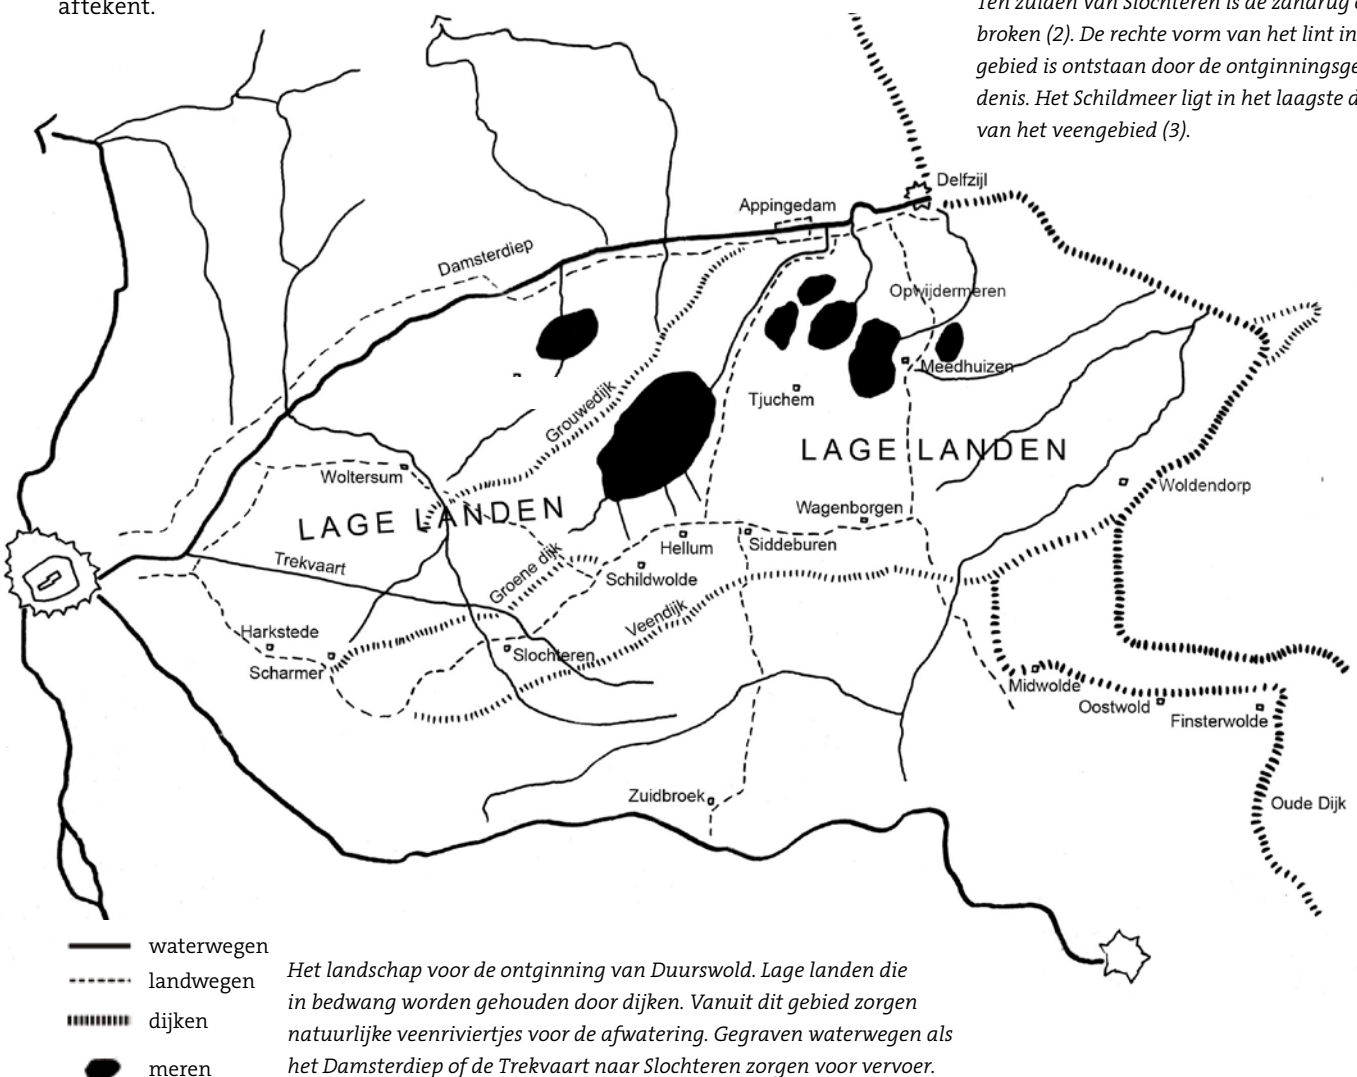 aftekent.
Ten zuiden van Slochteren is de zandrug
broken (2). De rechte vorm van het lint in
gebied is ontstaan door de ontginningsge
denis. Het Schildmeer ligt in het laagste d
van het veengebied (3).
Delfzijl
Appingedam
Damsterdiep
Opwijdermeren
Meedhuizen
Tjuchem
Grouwedijk
LAGE LANDEN
Woltersum
Woldendorp
LAGE LANDEN
Wagenborgen
Hellum
Siddeburen
Trekvaart
Groene dijk
Schildwolde
Veendijk
Harkstede
Slochteren
Scharmer
Midwolde
Oostwold
Finsterwolde
Zuidbroek
Oude Dijk
waterwegen
landwegen
dijken
meren
Het landschap voor de ontginning van Duurswold. Lage landen die
in bedwang worden gehouden door dijken. Vanuit dit gebied zorgen
natuurlijke veenriviertjes voor de afwatering. Gegraven waterwegen als
het Damsterdiep of de Trekvaart naar Slochteren zorgen voor vervoer.